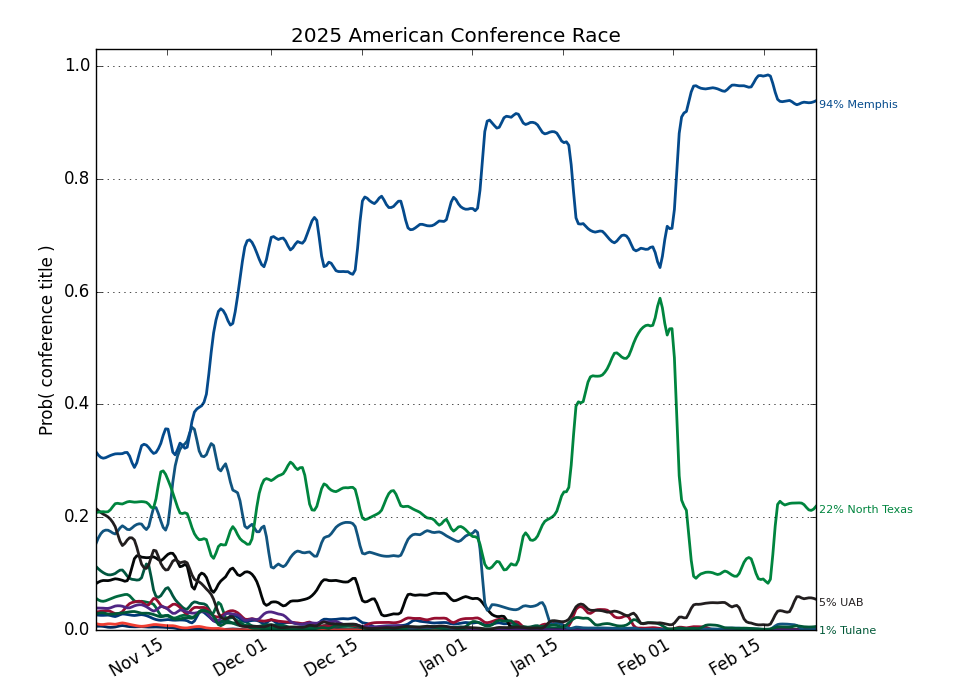 2025 American Conference Race
Prob( conference title )
1.0
0.8
0.6
0.4
0.2
0.0
94% Memphis
22% North Texas
5% UAB
1% Tulane
Nov 15
Dec 01
Dec 15
Jan 01
Jan 15
Feb 01
Feb 15